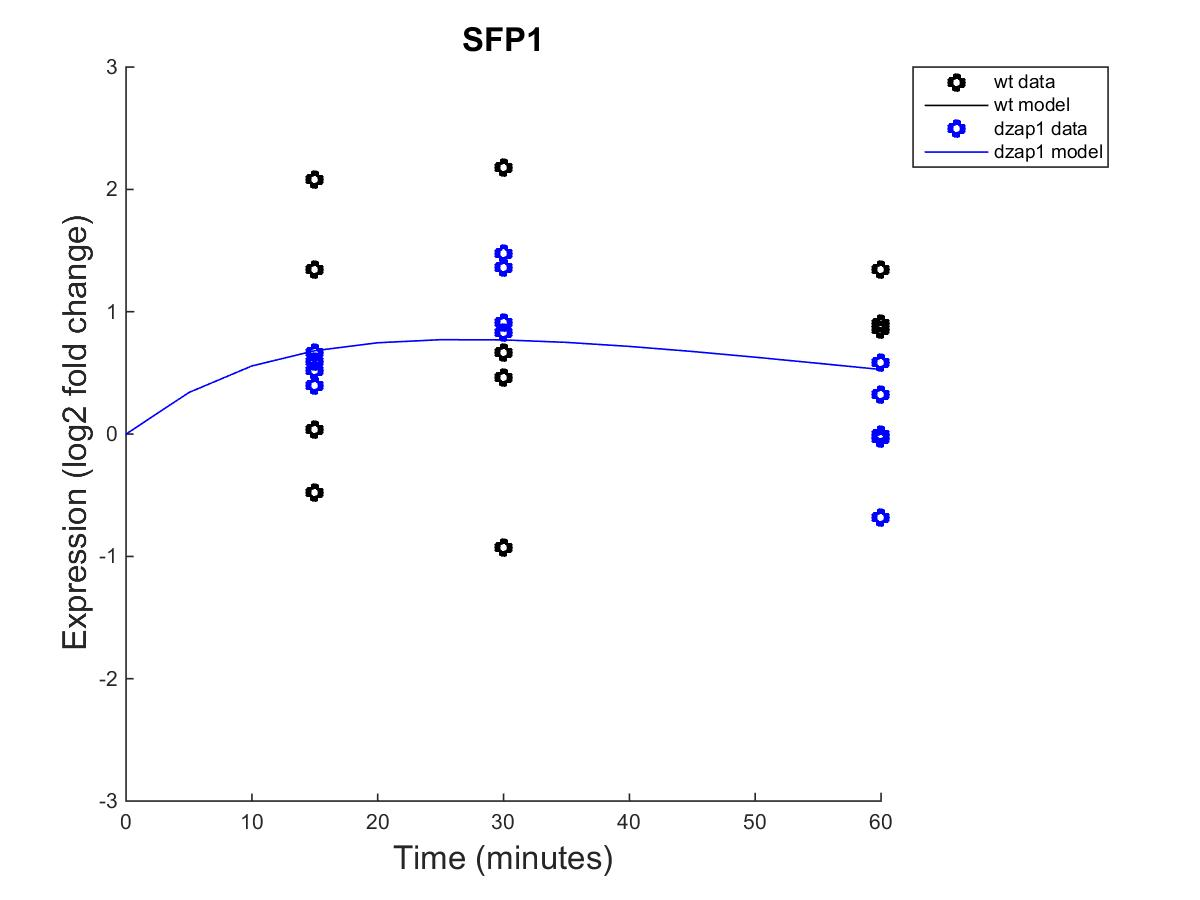 SFP1
3
2
1
0
-1
-2
-3
Expression (log2 fold change)
0 10 20 30 40 50 60
Time (minutes)
wt data
wt model
dzap1 data
dzap1 model